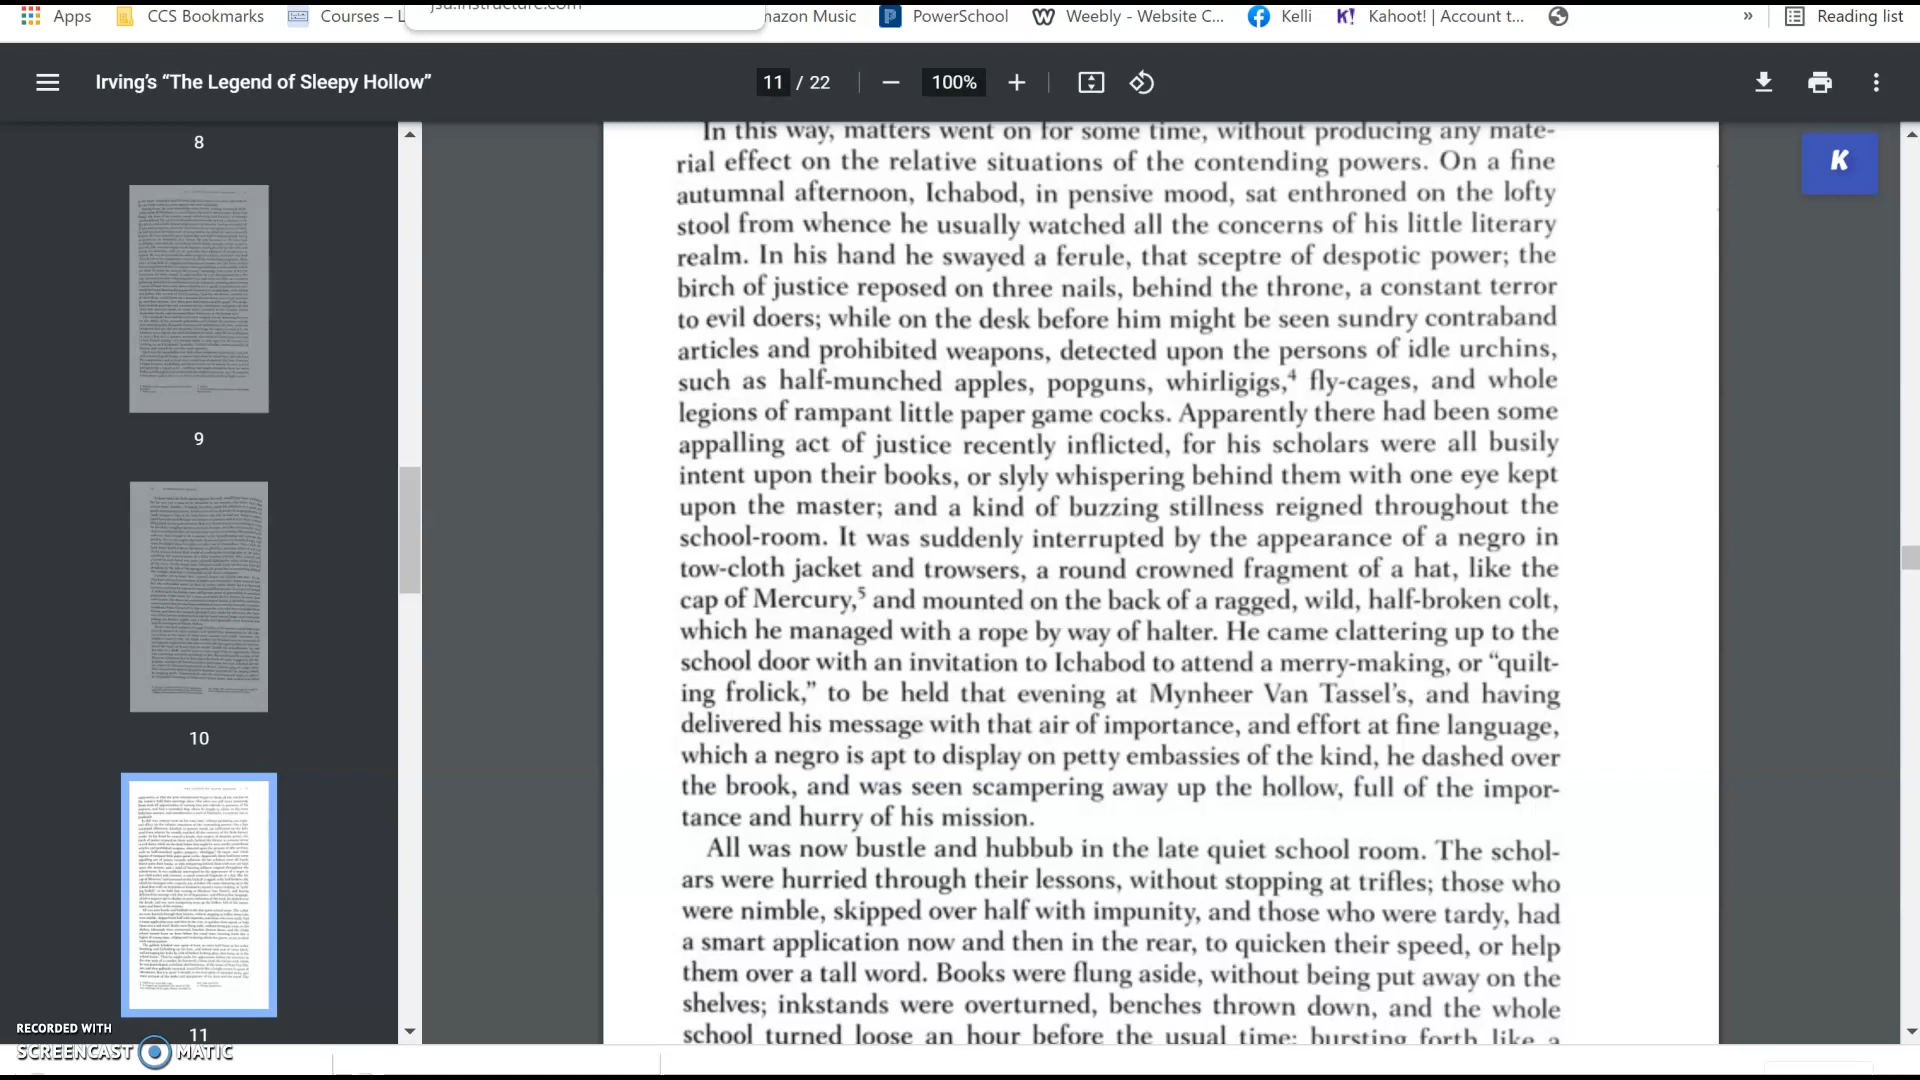 jsd.instructure.com
Apps
CCS Bookmarks
Courses – L
mazon Music
PowerSchool
Weebly - Website C...
Kelli
Kahoot! | Account t...
»
Reading list
Irving's "The Legend of Sleepy Hollow"
11 / 22
100%
8
9
10
11
K
In this way, matters went on for some time, without producing any mate-
rial effect on the relative situations of the contending powers. On a fine
autumnal afternoon, Ichabod, in pensive mood, sat enthroned on the lofty
stool from whence he usually watched all the concerns of his little literary
realm. In his hand he swayed a ferule, that sceptre of despotic power; the
birch of justice reposed on three nails, behind the throne, a constant terror
to evil doers; while on the desk before him might be seen sundry contraband
articles and prohibited weapons, detected upon the persons of idle urchins,
such as half-munched apples, popguns, whirligigs,⁴ fly-cages, and whole
legions of rampant little paper game cocks. Apparently there had been some
appalling act of justice recently inflicted, for his scholars were all busily
intent upon their books, or slyly whispering behind them with one eye kept
upon the master; and a kind of buzzing stillness reigned throughout the
school-room. It was suddenly interrupted by the appearance of a negro in
tow-cloth jacket and trowsers, a round crowned fragment of a hat, like the
cap of Mercury,⁵ and mounted on the back of a ragged, wild, half-broken colt,
which he managed with a rope by way of halter. He came clattering up to the
school door with an invitation to Ichabod to attend a merry-making, or "quilt-
ing frolick," to be held that evening at Mynheer Van Tassel's, and having
delivered his message with that air of importance, and effort at fine language,
which a negro is apt to display on petty embassies of the kind, he dashed over
the brook, and was seen scampering away up the hollow, full of the impor-
tance and hurry of his mission.
All was now bustle and hubbub in the late quiet school room. The schol-
ars were hurried through their lessons, without stopping at trifles; those who
were nimble, skipped over half with impunity, and those who were tardy, had
a smart application now and then in the rear, to quicken their speed, or help
them over a tall word. Books were flung aside, without being put away on the
shelves; inkstands were overturned, benches thrown down, and the whole
school turned loose an hour before the usual time; bursting forth like a
RECORDED WITH
SCREENCAST MATIC